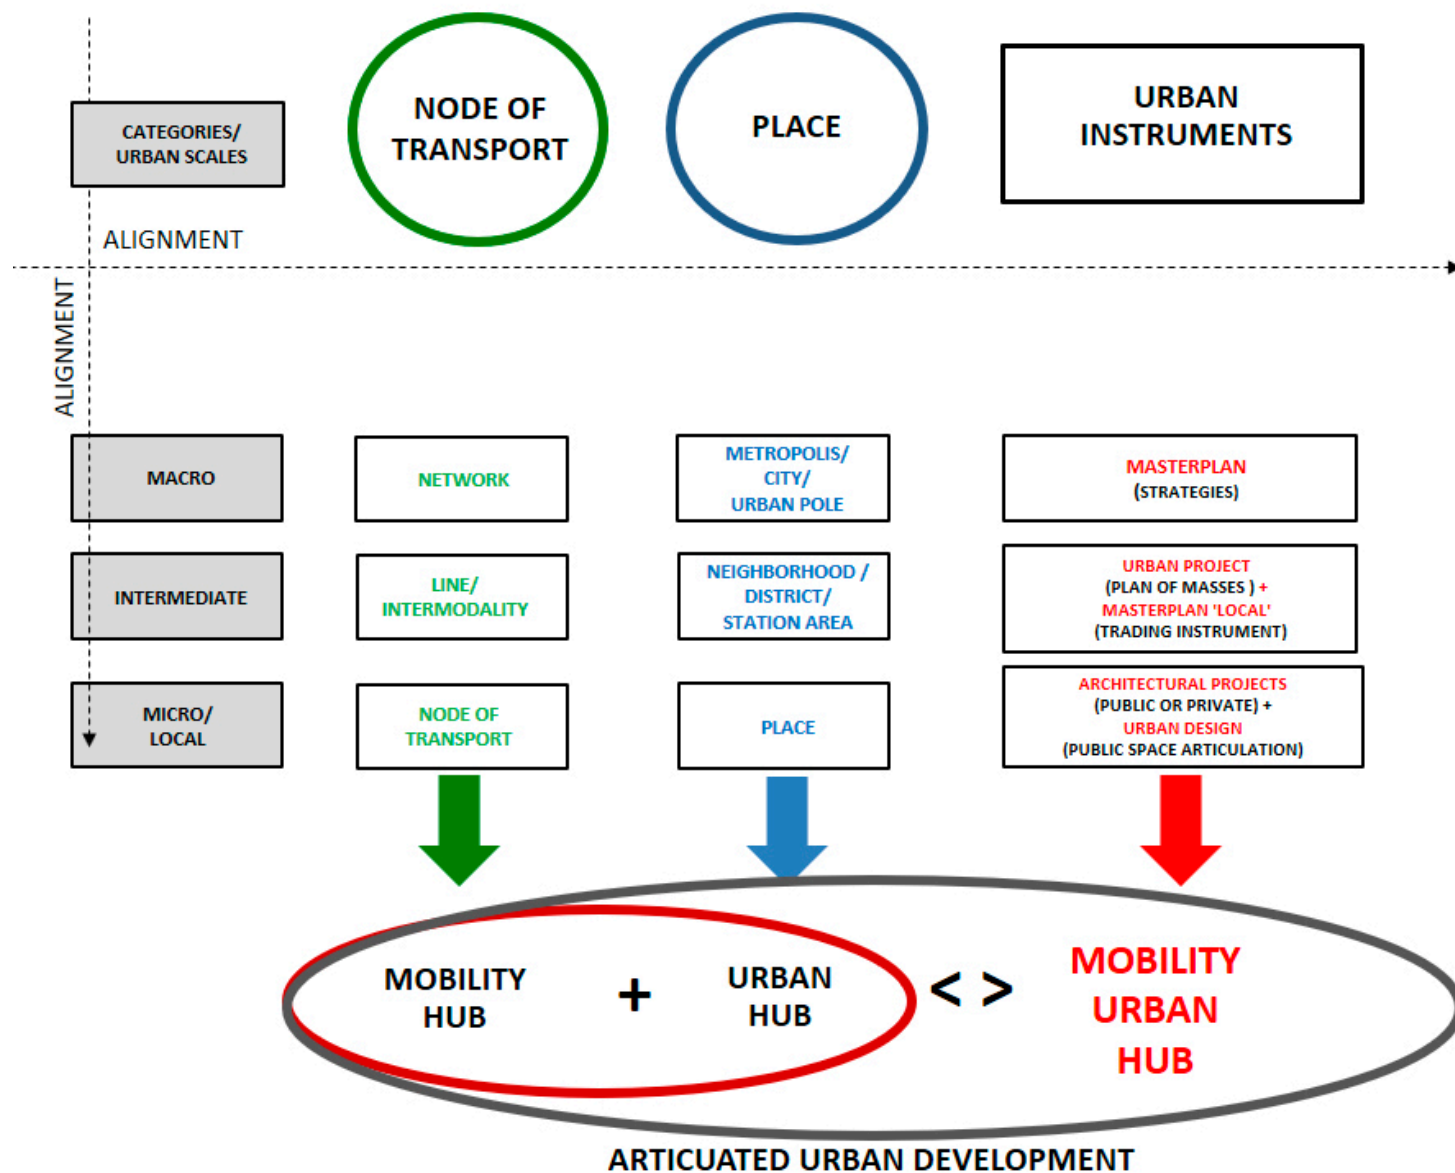 CATEGORIES/
URBAN SCALES
NODE OF
TRANSPORT
PLACE
URBAN
INSTRUMENTS
ALIGNMENT
ALIGNMENT
MACRO
NETWORK
METROPOLIS/
CITY/
URBAN POLE
MASTERPLAN
(STRATEGIES)
INTERMEDIATE
LINE/
INTERMODALITY
NEIGHBORHOOD /
DISTRICT/
STATION AREA
URBAN PROJECT
(PLAN OF MASSES ) +
MASTERPLAN 'LOCAL'
(TRADING INSTRUMENT)
MICRO/
LOCAL
NODE OF
TRANSPORT
PLACE
ARCHITECTURAL PROJECTS
(PUBLIC OR PRIVATE) +
URBAN DESIGN
(PUBLIC SPACE ARTICULATION)
MOBILITY
HUB
+
URBAN
HUB
< >
MOBILITY
URBAN
HUB
ARTICUATED URBAN DEVELOPMENT